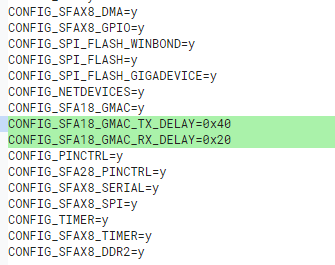 CONFIG_SFAX8_DMA=y
CONFIG_SFAX8_GPIO=y
CONFIG_SPI_FLASH_WINBOND=y
CONFIG_SPI_FLASH=y
CONFIG_SPI_FLASH_GIGADEVICE=y
CONFIG_NETDEVICES=y
CONFIG_SFA18_GMAC=y
CONFIG_SFA18_GMAC_TX_DELAY=0x40
CONFIG_SFA18_GMAC_RX_DELAY=0x20
CONFIG_PINCTRL=y
CONFIG_SFA28_PINCTRL=y
CONFIG_SFAX8_SERIAL=y
CONFIG_SFAX8_SPI=y
CONFIG_TIMER=y
CONFIG_SFAX8_TIMER=y
CONFIG_SFAX8_DDR2=y